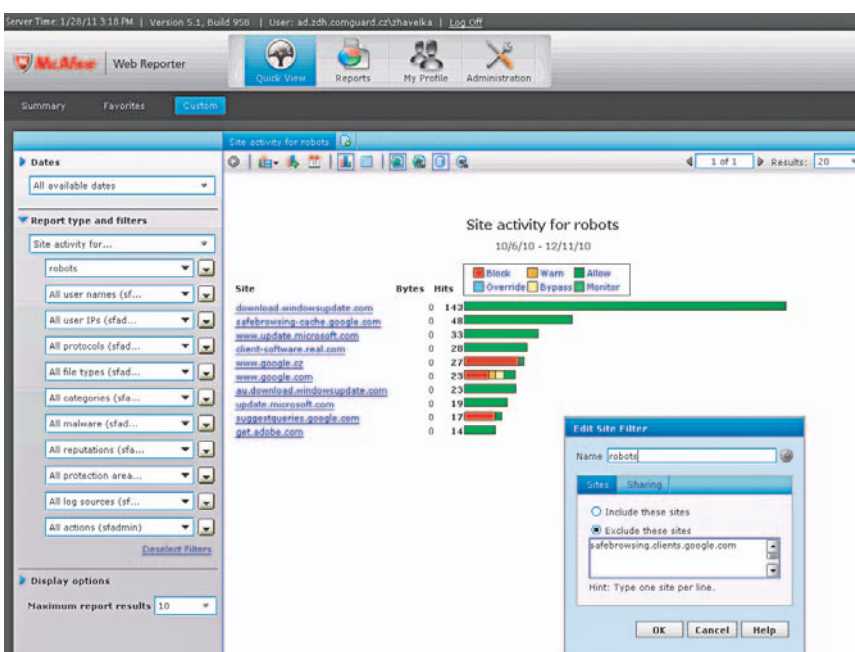 Server Time: 1/28/11 3:18 PM | Version 5.1, Build 958 | User: ad.zdh.comguard.cz\zhavelka | Log Off
McAfee Web Reporter
Quick View Reports My Profile Administration
Summary Favorites Custom
Site activity for robots
Dates
All available dates
1 of 1 Results: 20
Report type and filters
Site activity for...
robots
All user names (sf...
All user IPs (sfad...
All protocols (sfad...
All file types (sfad...
All categories (sfa...
All malware (sfad...
All reputations (sfa...
All protection area...
All log sources (sf...
All actions (sfadmin)
Deselect Filters
Display options
Maximum report results 10
Site activity for robots
10/6/10 - 12/11/10
Block Warn Allow
Override Bypass Monitor
Site Bytes Hits
download.windowsupdate.com 0 143
safebrowsing-cache.google.com 0 48
www.update.microsoft.com 0 33
client-software.real.com 0 28
www.google.cz 0 27
www.google.com 0 23
au.download.windowsupdate.com 0 23
update.microsoft.com 0 19
suggestqueries.google.com 0 17
get.adobe.com 0 14
Edit Site Filter
Name robots
Sites Sharing
Include these sites
Exclude these sites
safebrowsing.clients.google.com
Hint: Type one site per line.
OK Cancel Help